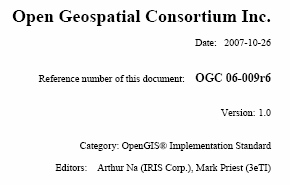 Open Geospatial Consortium Inc.
Date: 2007-10-26
Reference number of this document: OGC 06-009r6
Version: 1.0
Category: OpenGIS® Implementation Standard
Editors: Arthur Na (IRIS Corp.), Mark Priest (3eTI)